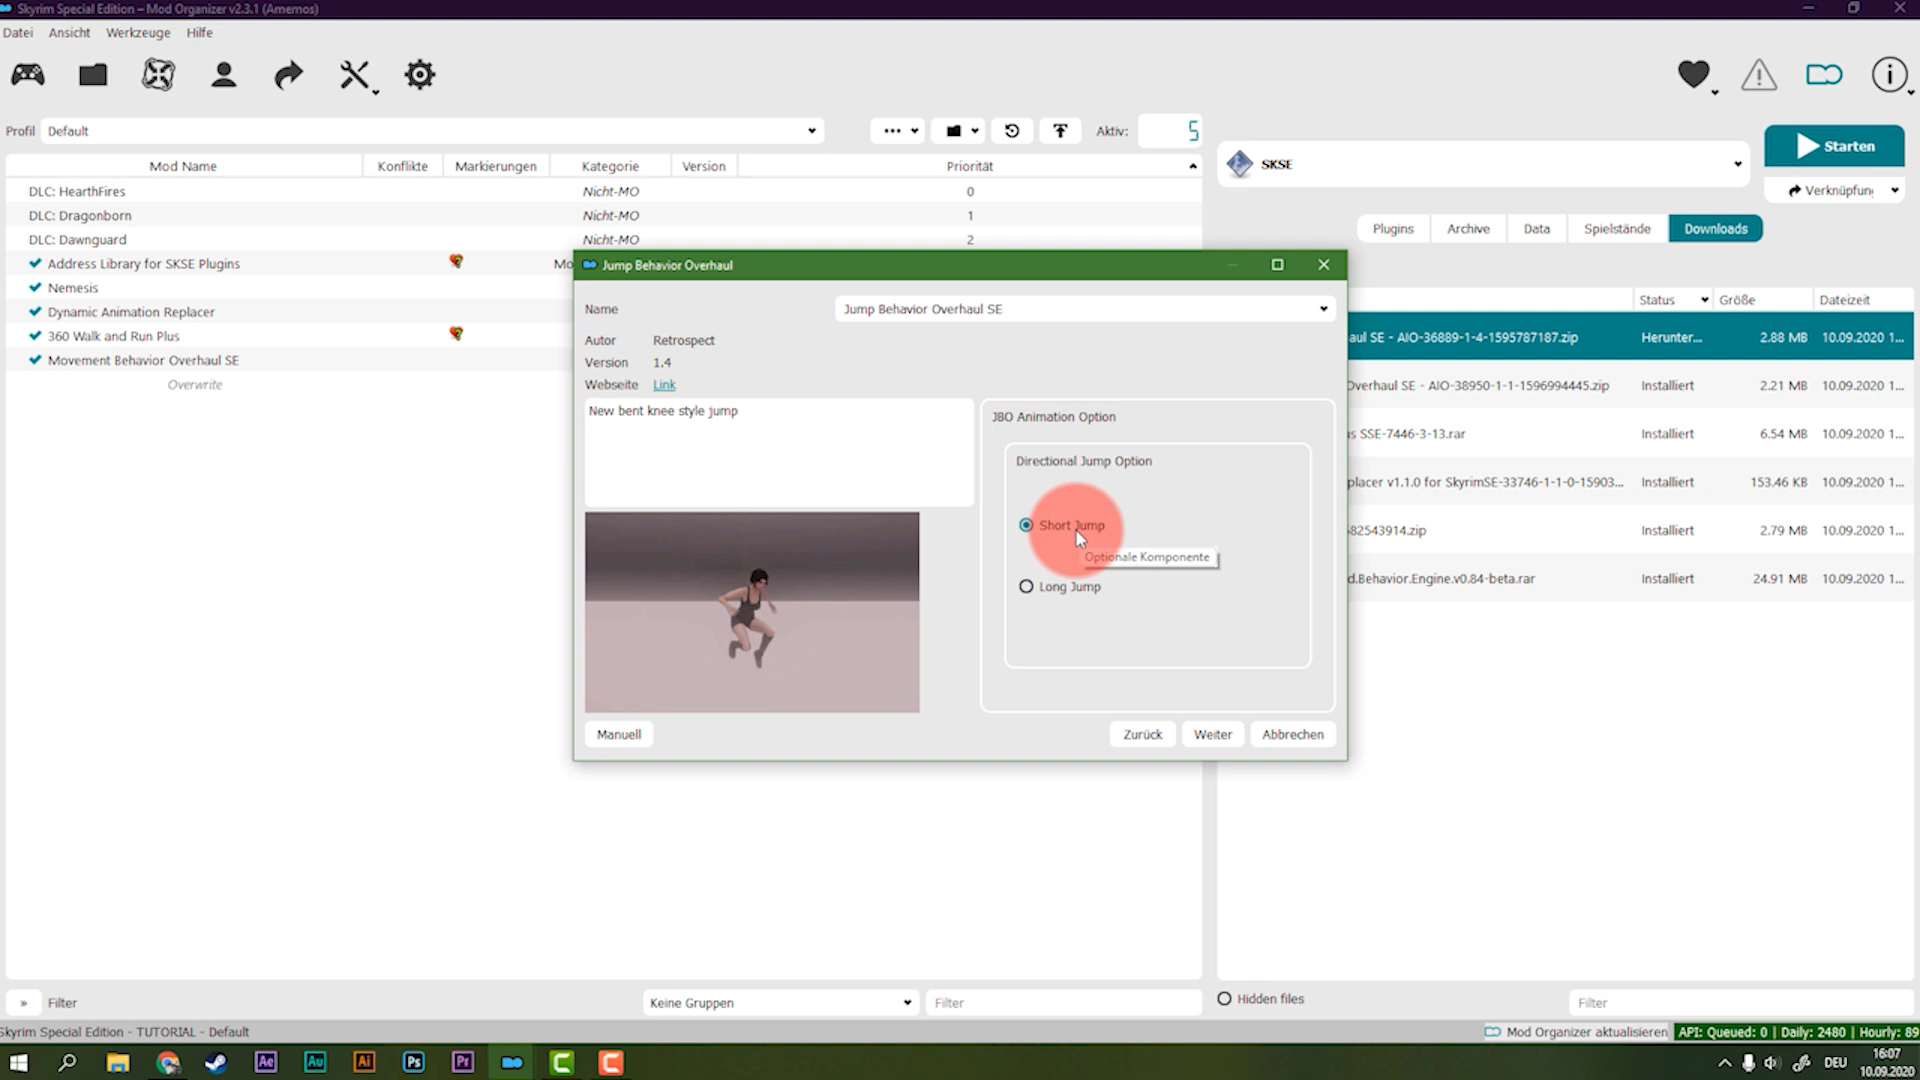 Skyrim Special Edition – Mod Organizer v2.3.1 (Amemos)
Datei Ansicht Werkzeuge Hilfe
Profil Default
Aktiv: 5
Mod Name Konflikte Markierungen Kategorie Version Priorität
DLC: HearthFires Nicht-MO 0
DLC: Dragonborn Nicht-MO 1
DLC: Dawnguard Nicht-MO 2
Address Library for SKSE Plugins Mo
Nemesis
Dynamic Animation Replacer
360 Walk and Run Plus
Movement Behavior Overhaul SE
Overwrite
Jump Behavior Overhaul
Name Jump Behavior Overhaul SE
Autor Retrospect
Version 1.4
Webseite Link
New bent knee style jump
JBO Animation Option
Directional Jump Option
Short Jump
Optionale Komponente
Long Jump
Manuell Zurück Weiter Abbrechen
SKSE
Starten
Verknüpfun
Plugins Archive Data Spielstände Downloads
Status Größe Dateizeit
aul SE - AIO-36889-1-4-1595787187.zip Herunter... 2.88 MB 10.09.2020 1...
Overhaul SE - AIO-38950-1-1-1596994445.zip Installiert 2.21 MB 10.09.2020 1...
us SSE-7446-3-13.rar Installiert 6.54 MB 10.09.2020 1...
placer v1.1.0 for SkyrimSE-33746-1-1-0-15903... Installiert 153.46 KB 10.09.2020 1...
582543914.zip Installiert 2.79 MB 10.09.2020 1...
d.Behavior.Engine.v0.84-beta.rar Installiert 24.91 MB 10.09.2020 1...
» Filter Keine Gruppen Filter
Hidden files Filter
Skyrim Special Edition - TUTORIAL - Default
Mod Organizer aktualisieren API: Queued: 0 | Daily: 2480 | Hourly: 89
Ae Au Ai Ps Pr
DEU 16:07
10.09.2020